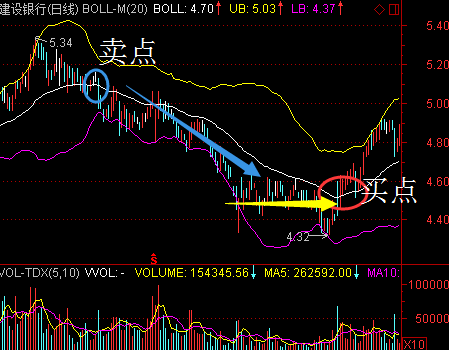 建设银行(日线) BOLL-M(20) BOLL: 4.70 ↑ UB: 5.03 ↑ LB: 4.37 ↑
5.40
5.34
卖点
5.20
5.00
4.80
买点
4.60
4.40
4.32
VOL-TDX(5,10) VVOL: - VOLUME: 154345.56 ↓ MA5: 262592.00 ↓ MA10:
100000
50000
X10